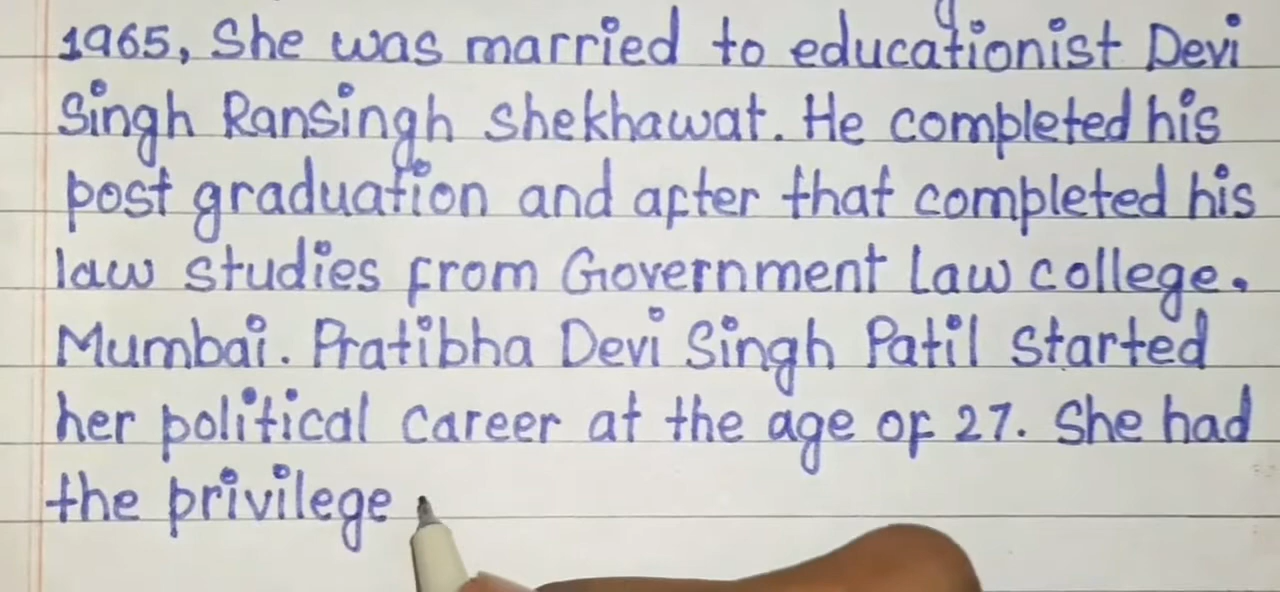 1965, She was married to educationist Devi
Singh Ransingh Shekhawat. He completed his
post graduation and after that completed his
law studies from Government Law college.
Mumbai. Pratibha Devi Singh Patil Started
her political career at the age of 27. She had
the privilege